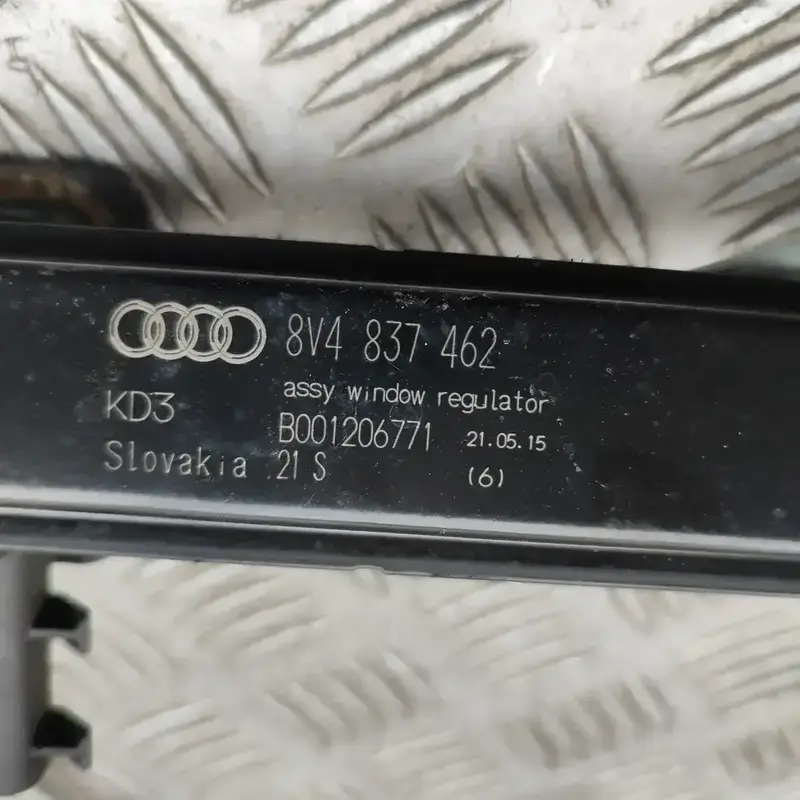 8V4 837 462
assy window regulator
KD3
B001206771 21.05.15
Slovakia 21 S (6)